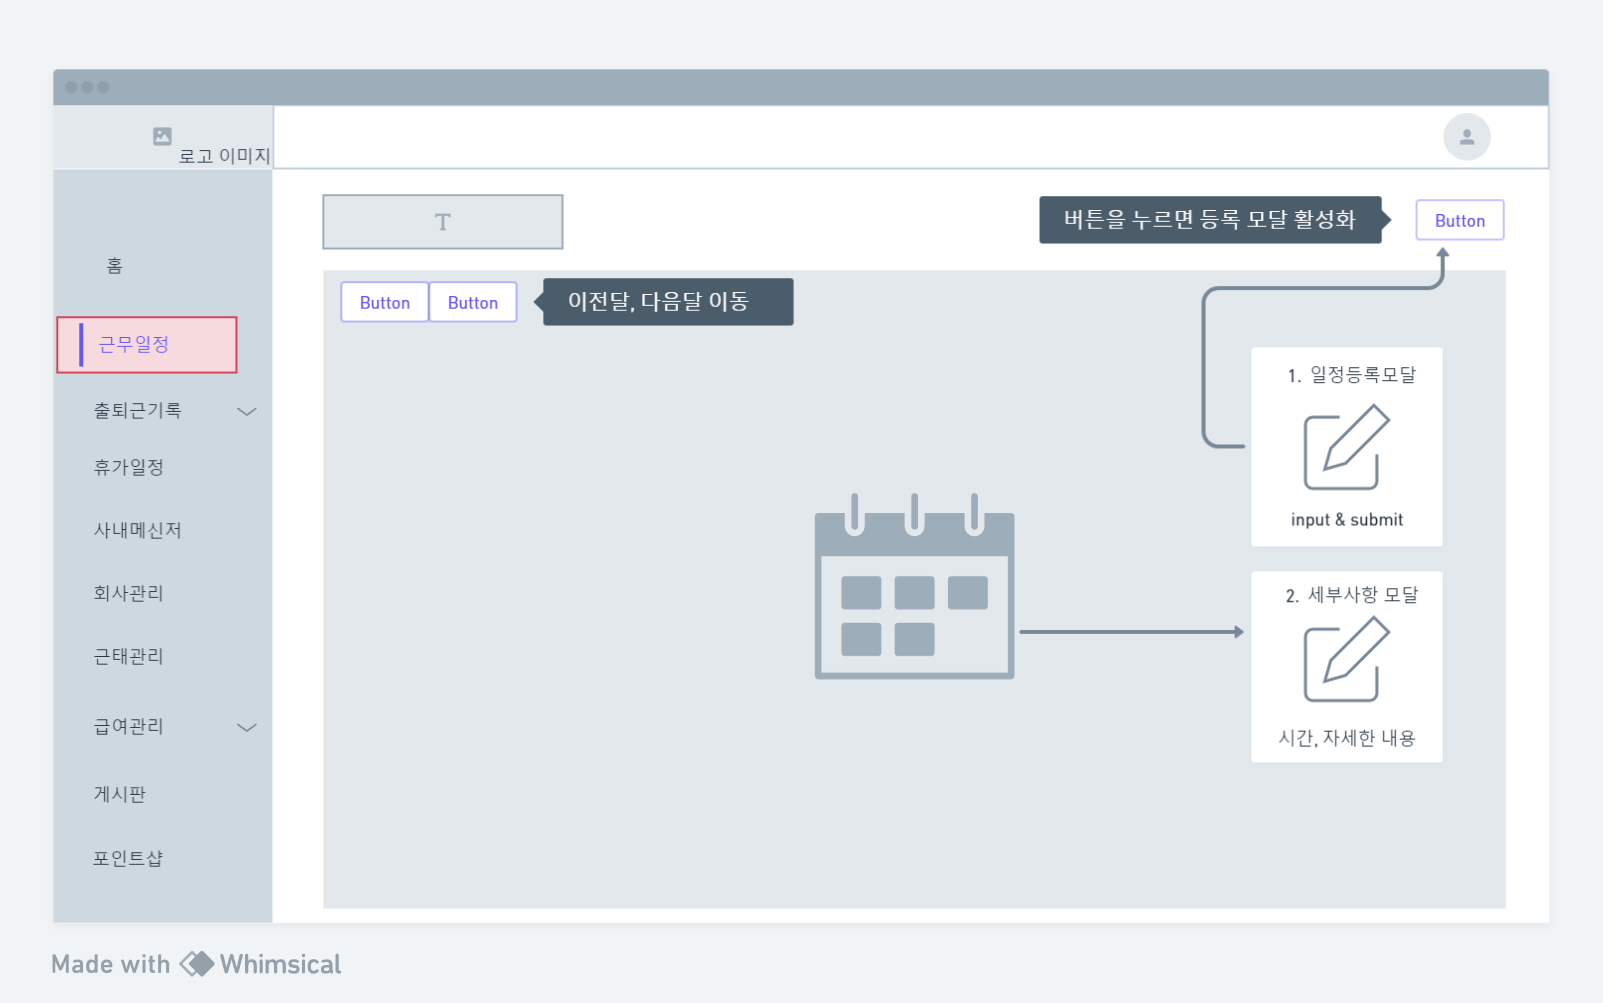 로고 이미지
T
버튼을 누르면 등록 모달 활성화
Button
홈
Button
Button
이전달, 다음달 이동
근무일정
1. 일정등록모달
출퇴근기록
휴가일정
input & submit
사내메신저
회사관리
2. 세부사항 모달
근태관리
급여관리
시간, 자세한 내용
게시판
포인트샵
Made with Whimsical